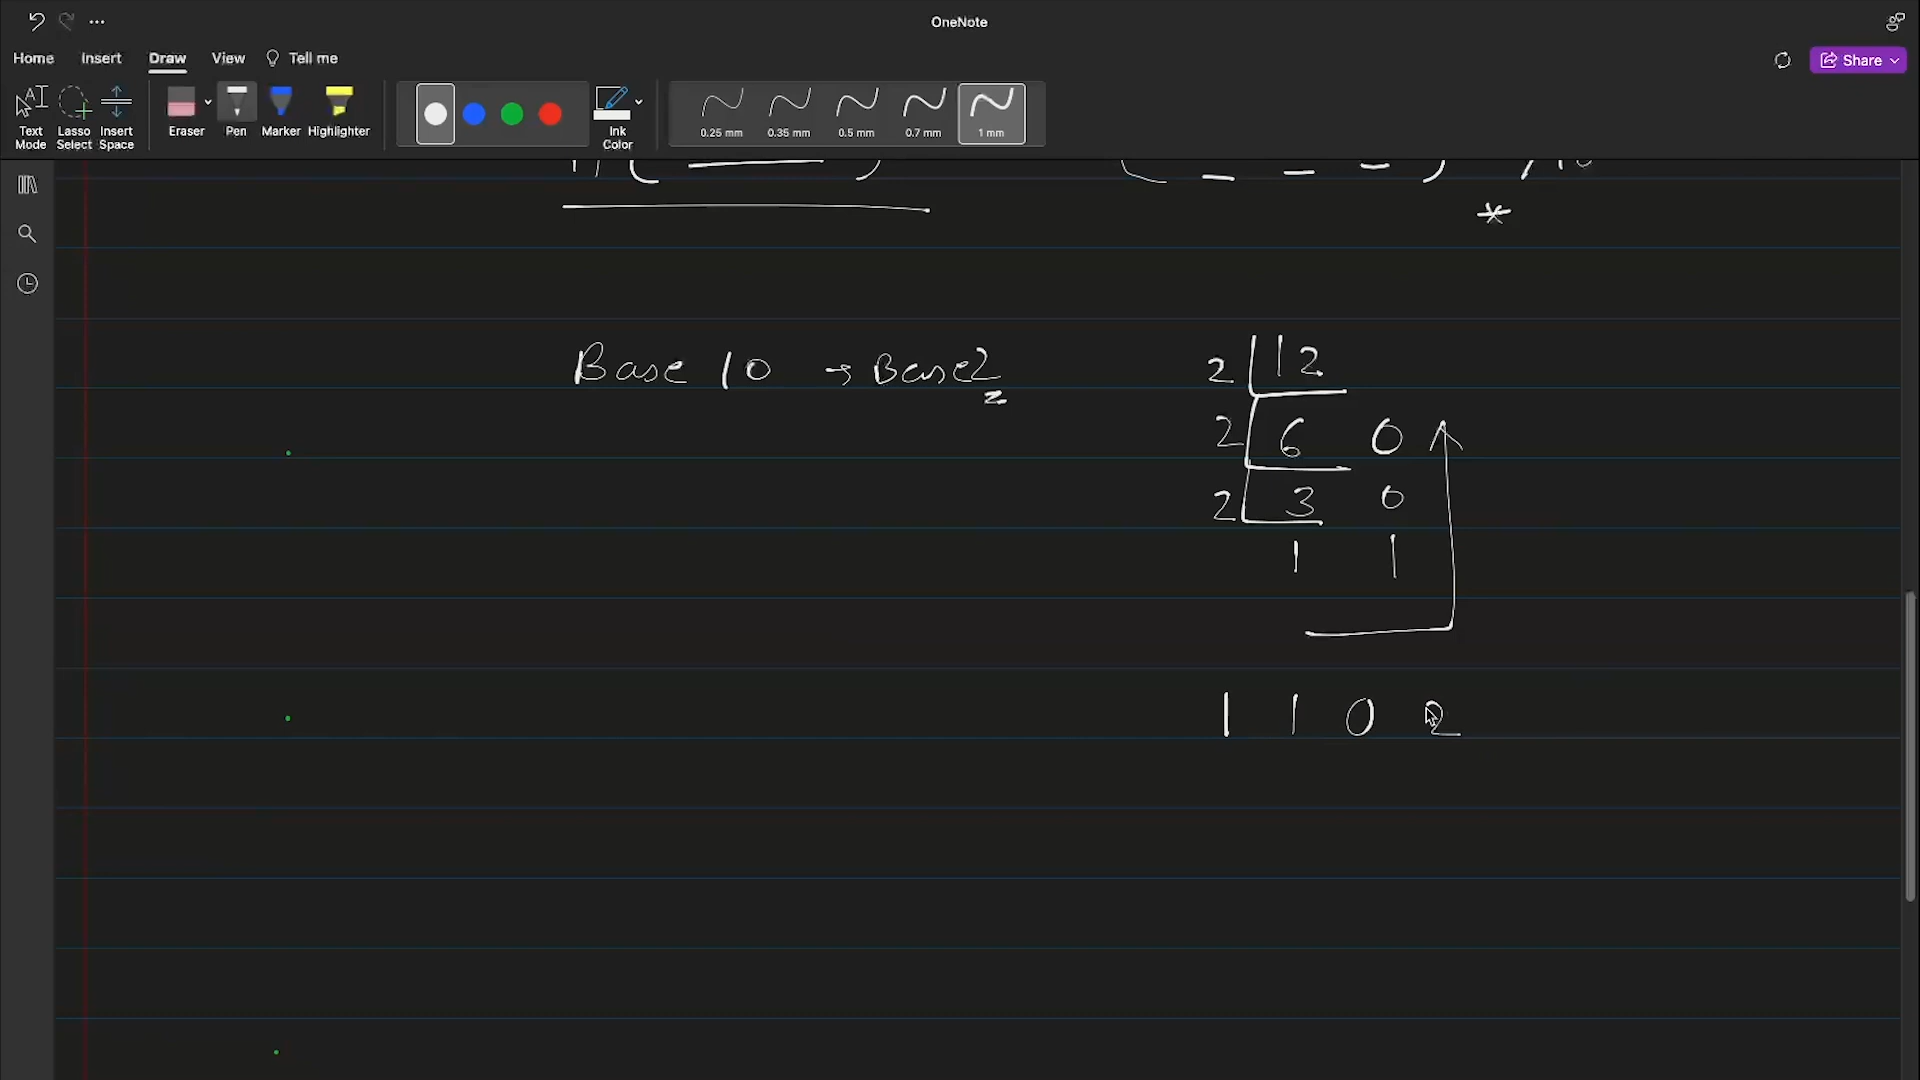 OneNote
Home Insert Draw View Tell me
Share
Text Mode
Lasso Select
Insert Space
Eraser
Pen
Marker
Highlighter
Ink Color
0.25 mm
0.35 mm
0.5 mm
0.7 mm
1 mm
*
Base 10 → Base2
2 12
2 6 0
2 3 0
1 1
1 1 0 2